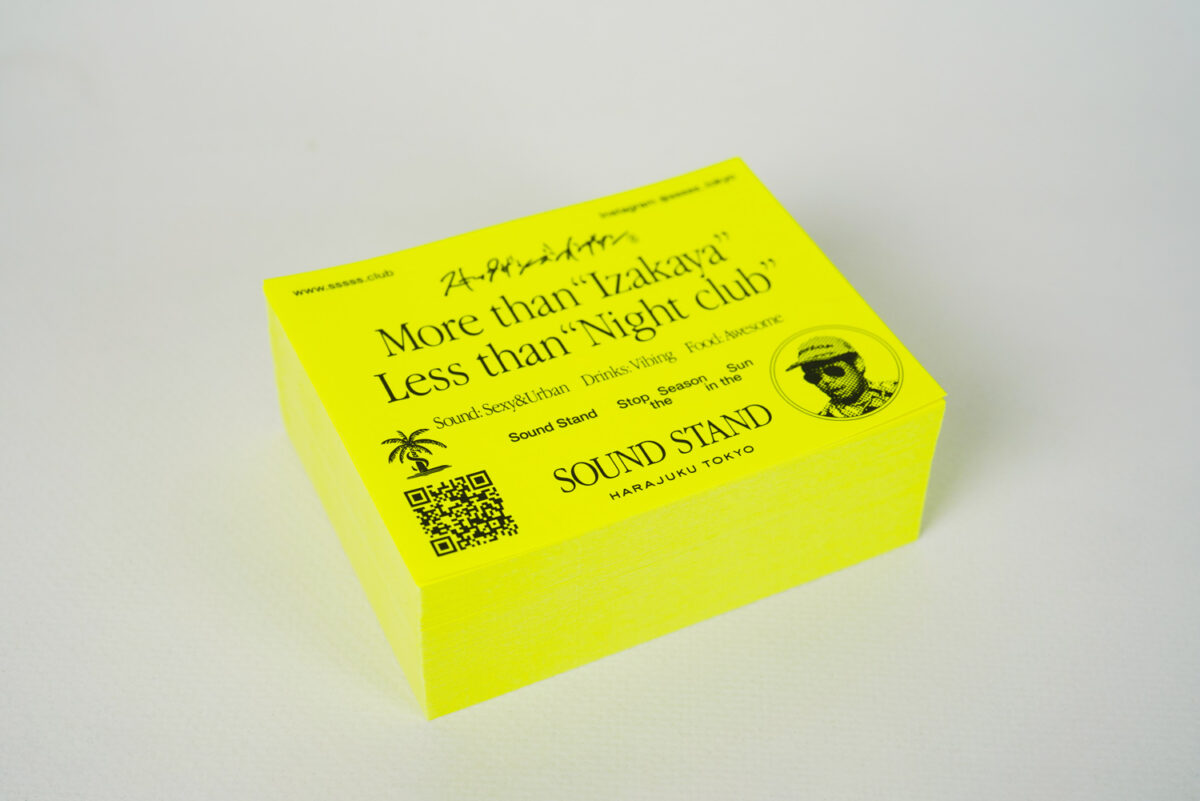 www.sssss.club
Instagram @sssss_tokyo
More than “Izakaya”
Less than “Night club”
Sound: Sexy&Urban Drinks: Vibing Food: Awesome
Sound Stand Stop the Season in the Sun
SOUND STAND
HARAJUKU TOKYO